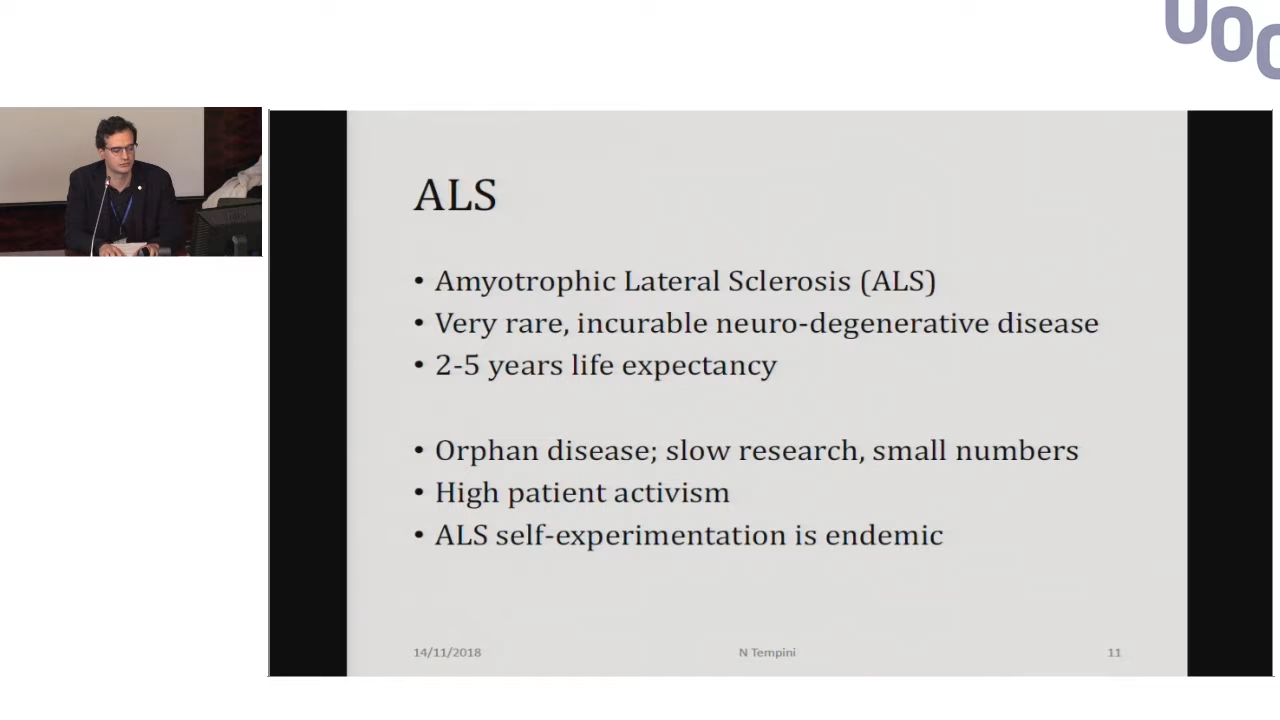 UOC
ALS
• Amyotrophic Lateral Sclerosis (ALS)
• Very rare, incurable neuro-degenerative disease
• 2-5 years life expectancy
• Orphan disease; slow research, small numbers
• High patient activism
• ALS self-experimentation is endemic
14/11/2018
N Tempini
11